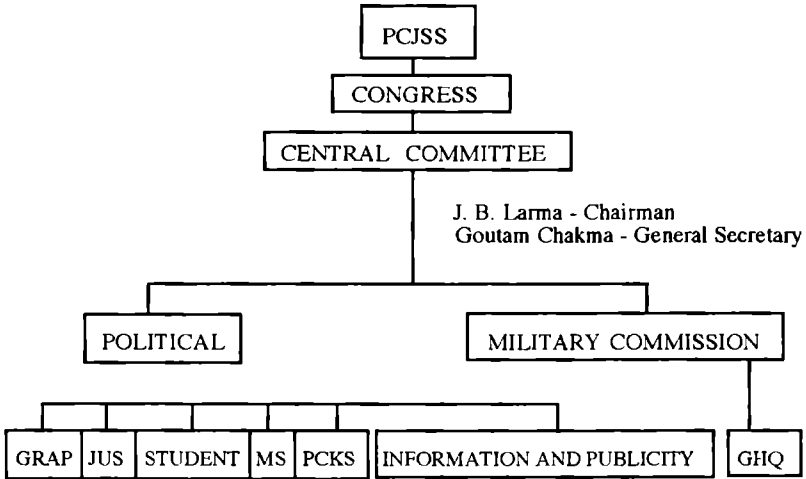 PCJSS
CONGRESS
CENTRAL COMMITTEE
J. B. Larma - Chairman
Goutam Chakma - General Secretary
POLITICAL
MILITARY COMMISSION
GRAP
JUS
STUDENT
MS
PCKS
INFORMATION AND PUBLICITY
GHQ